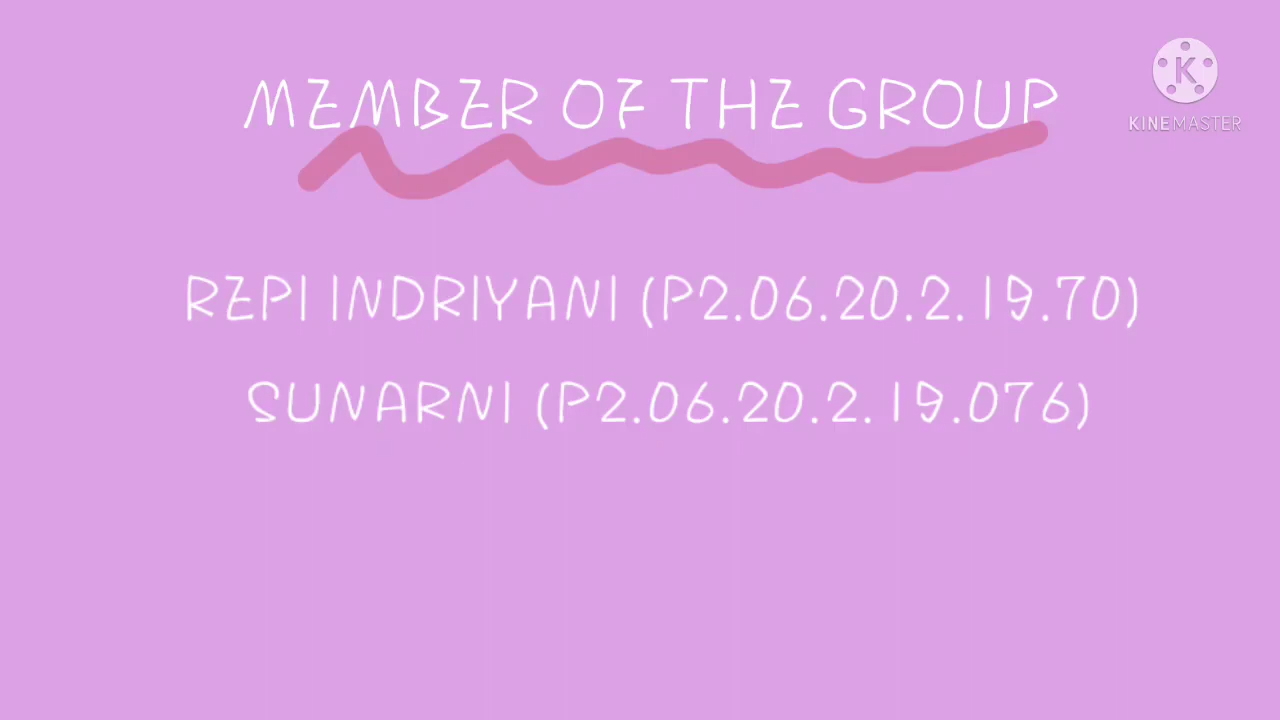 MEMBER OF THE GROUP
REPI INDRIYANI (P2.06.20.2.19.70)
SUNARNI (P2.06.20.2.19.076)
K
KINEMASTER